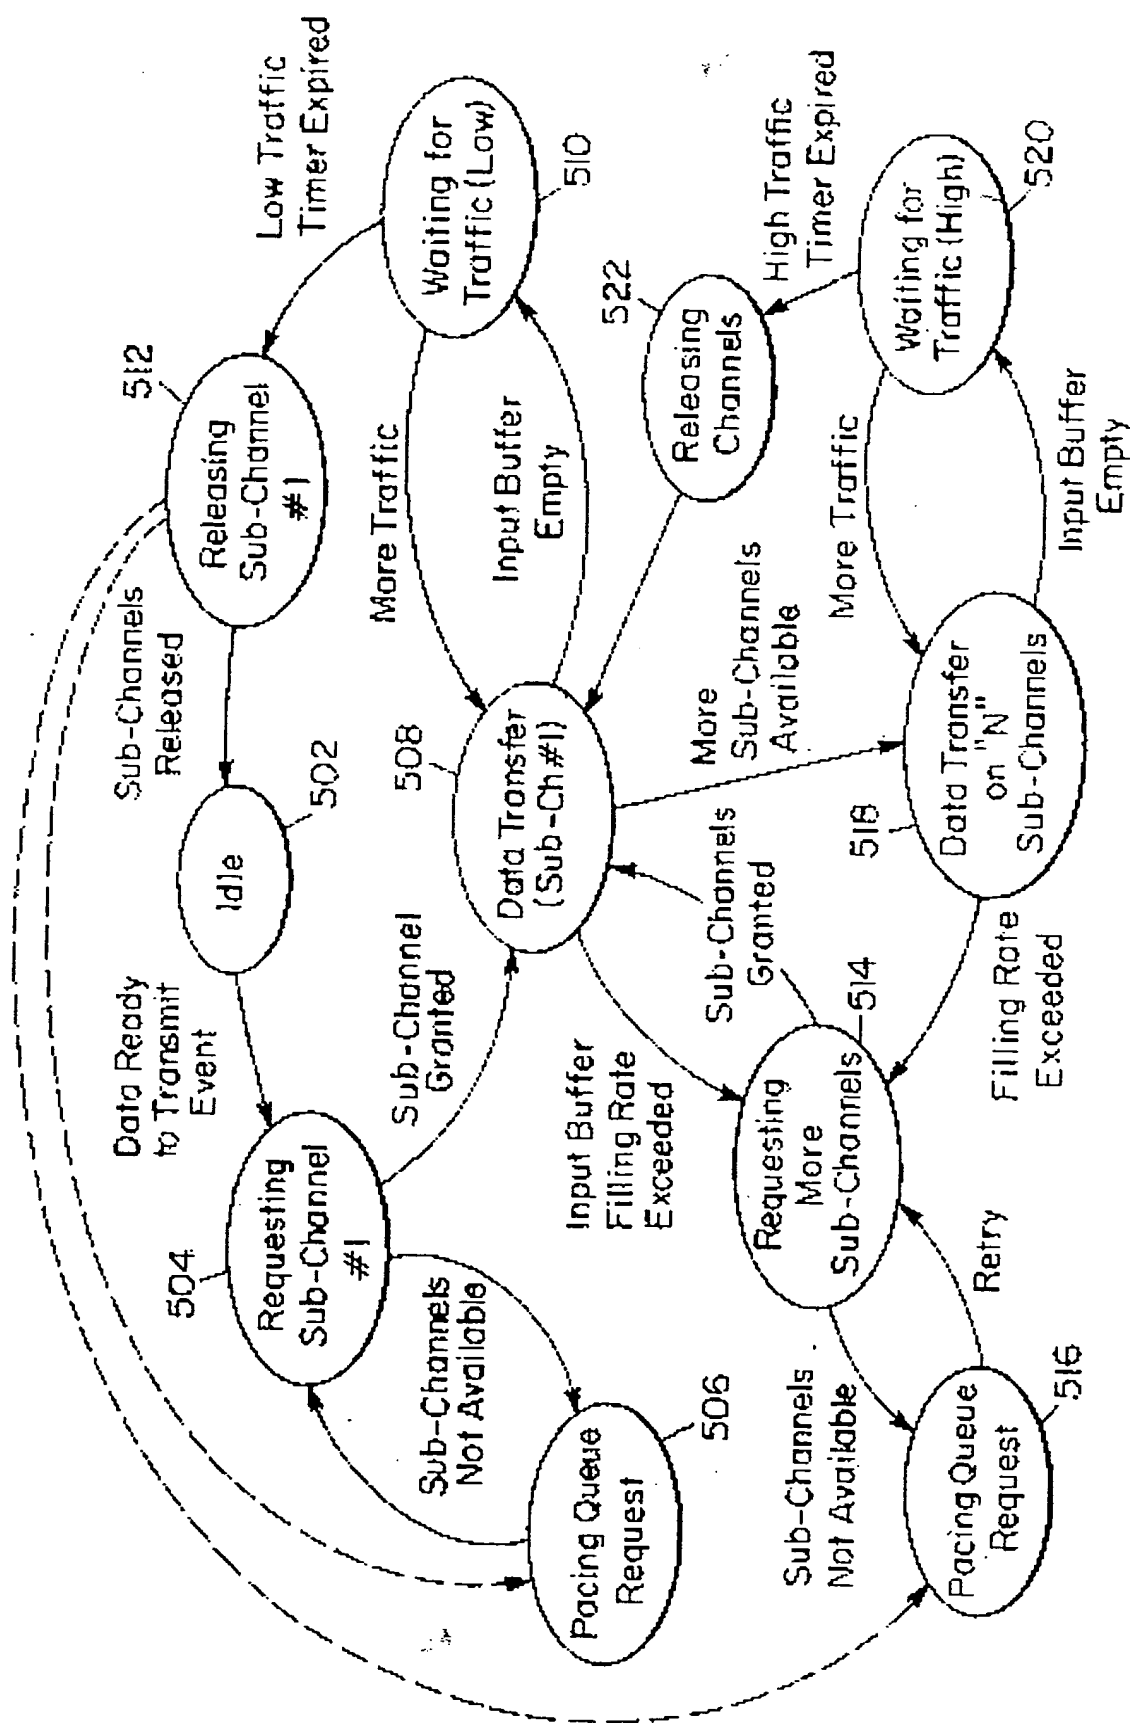 Low Traffic
Timer Expired
512
Releasing
Sub-Channel
#1
Sub-Channels
Released
Idle
502
Data Ready
to Transmit
Event
504
Requesting
Sub-Channel
#1
Sub-Channels
Not Available
Pacing Queue
Request
506
Sub-Channel
Granted
508
Data Transfer
(Sub-Ch#1)
More Traffic
Input Buffer
Empty
Waiting for
Traffic (Low)
510
High Traffic
Timer Expired
522
Releasing
Channels
More
Sub-Channels
Available
Sub-Channels
Granted
Input Buffer
Filling Rate
Exceeded
Requesting
More
Sub-Channels
514
Sub-Channels
Not Available
Retry
Pacing Queue
Request
516
Filling Rate
Exceeded
518
Data Transfer
on "N"
Sub-Channels
More Traffic
Input Buffer
Empty
Waiting for
Traffic (High)
520